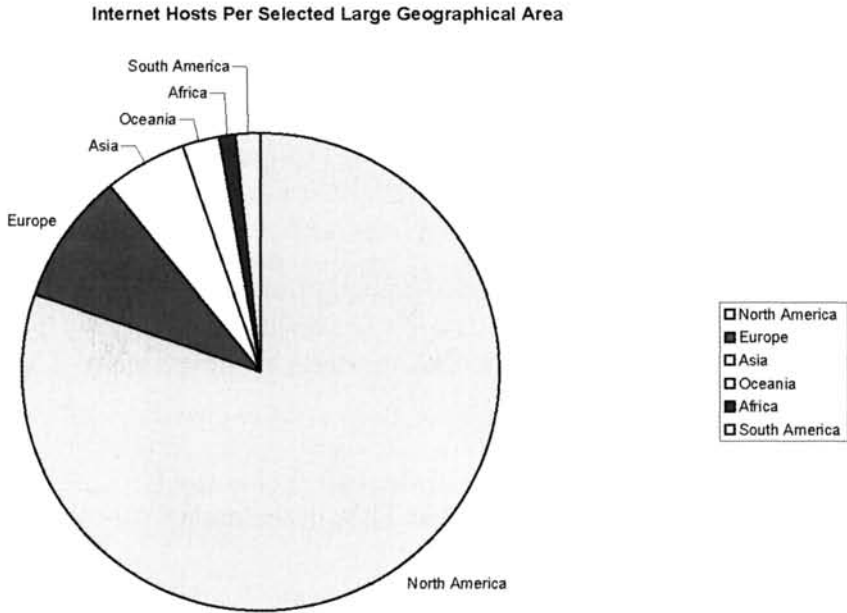 Internet Hosts Per Selected Large Geographical Area
South America
Africa
Oceania
Asia
Europe
North America
North America
Europe
Asia
Oceania
Africa
South America